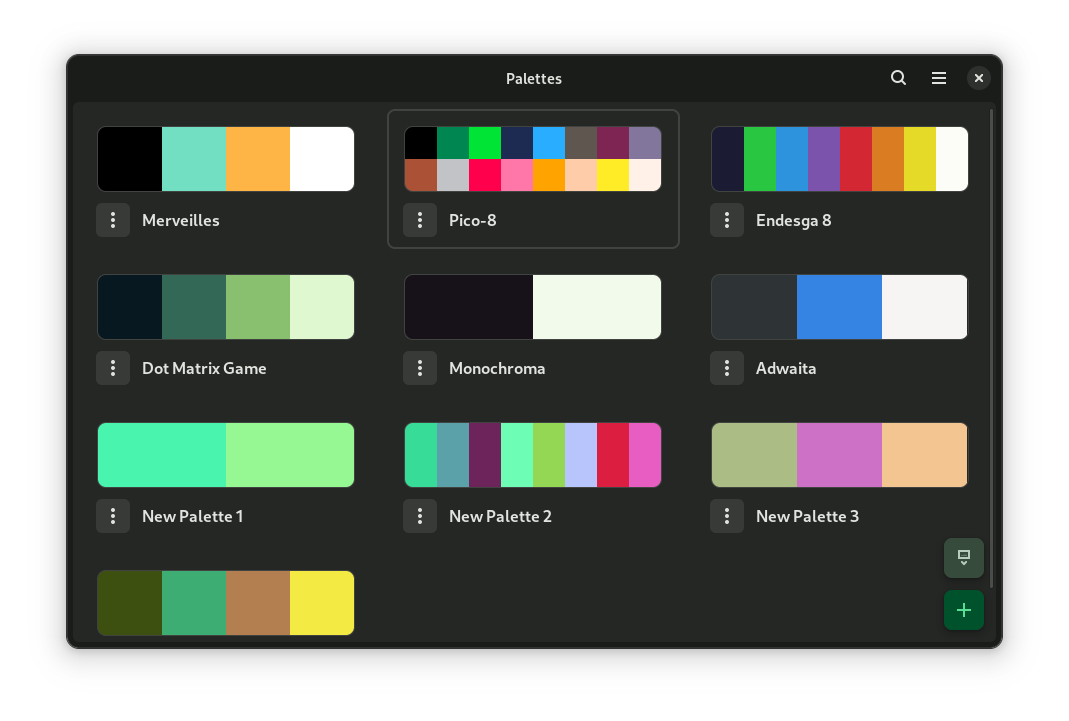 Palettes
Merveilles
Pico-8
Endesga 8
Dot Matrix Game
Monochroma
Adwaita
New Palette 1
New Palette 2
New Palette 3